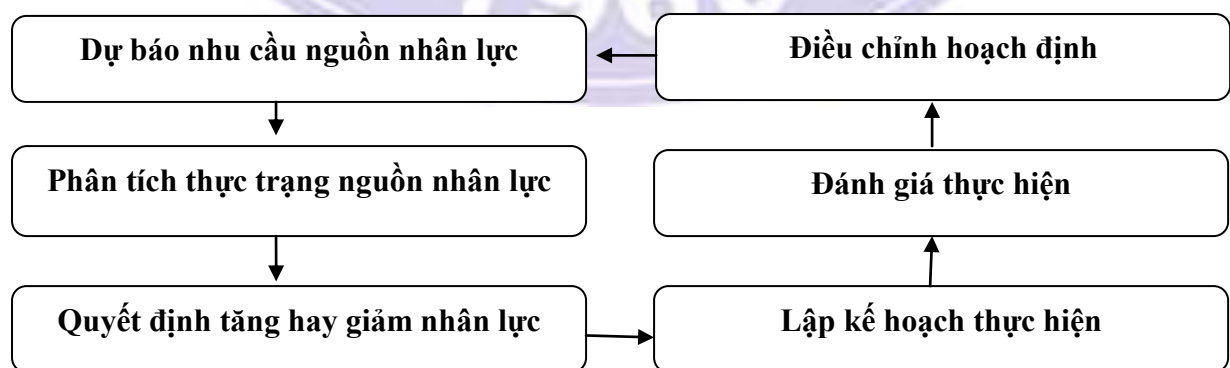 Dự báo nhu cầu nguồn nhân lực
Điều chỉnh hoạch định
Phân tích thực trạng nguồn nhân lực
Đánh giá thực hiện
Quyết định tăng hay giảm nhân lực
Lập kế hoạch thực hiện